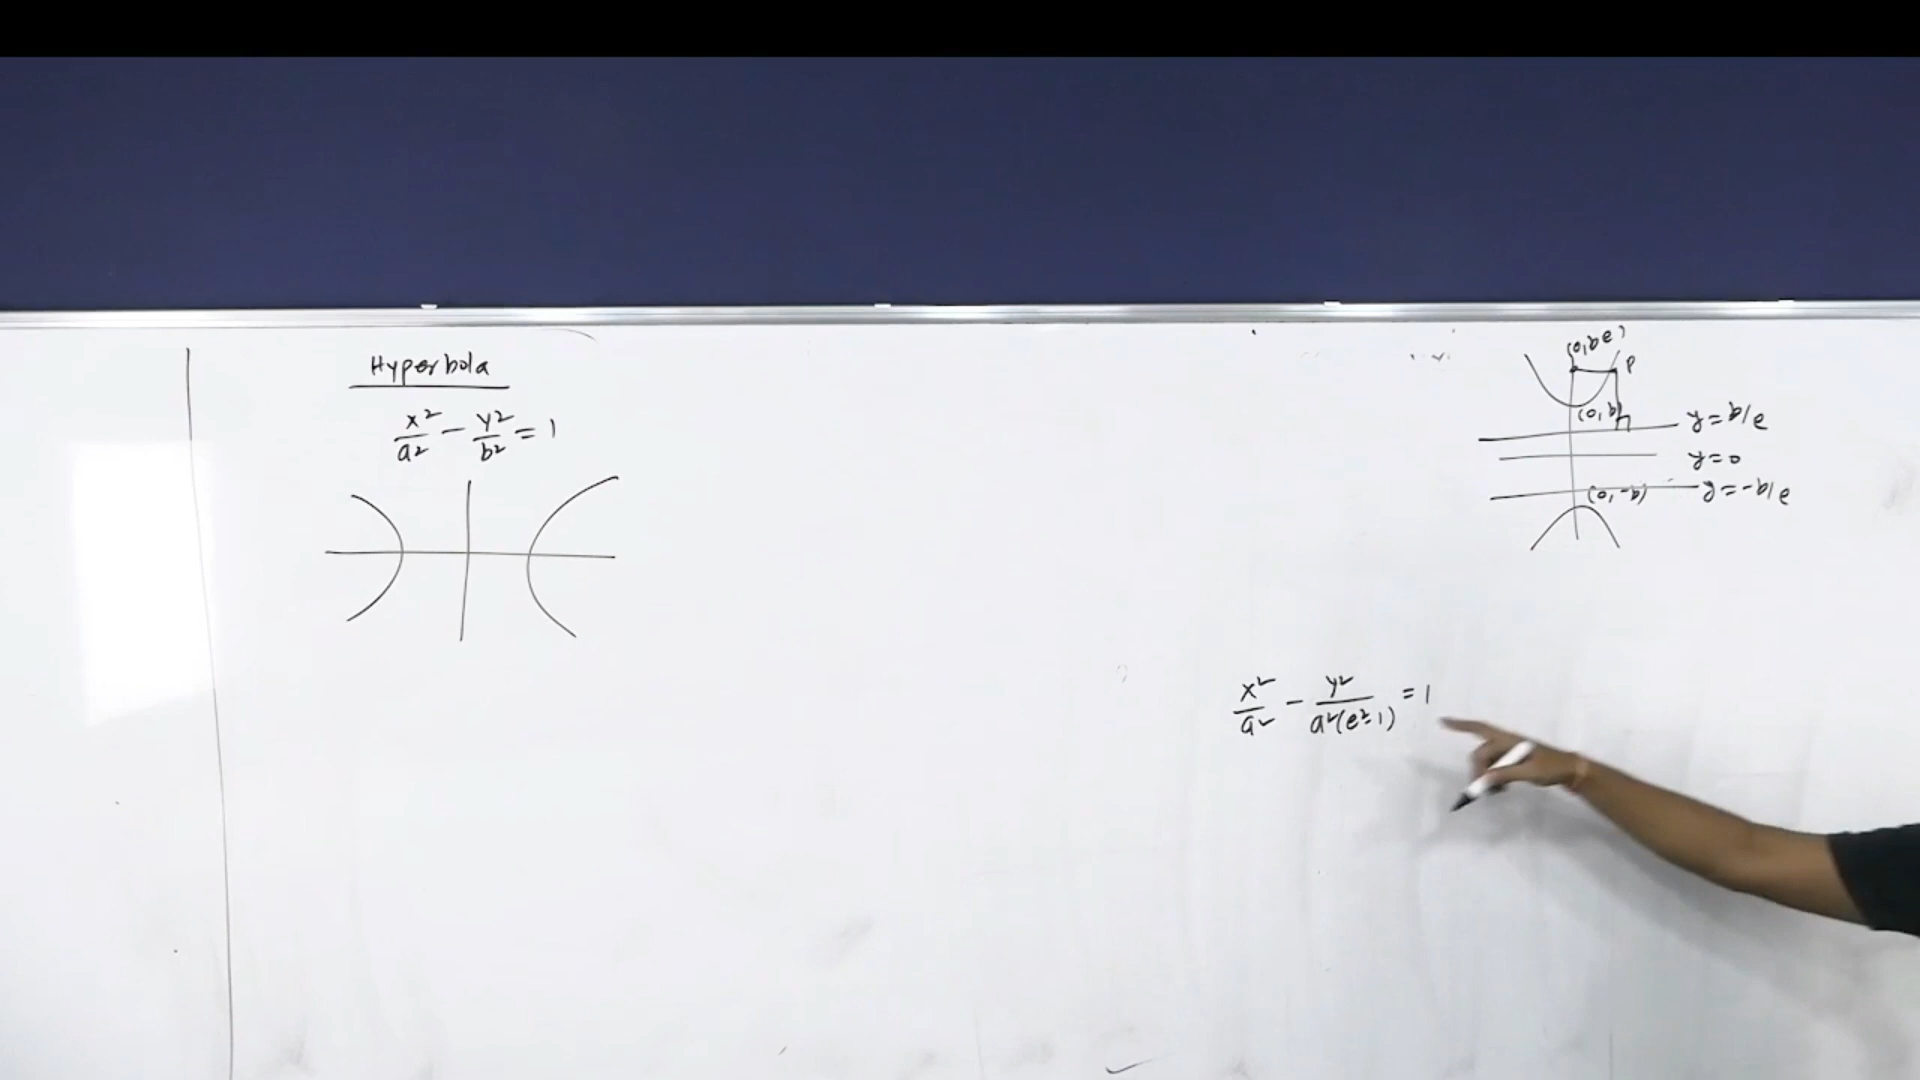 Hyperbola
x²/a² - y²/b² = 1
(0, be)
P
(0, b)
y = b/e
y = 0
(0, -b)
y = -b/e
x²/a² - y²/a²(e²-1) = 1